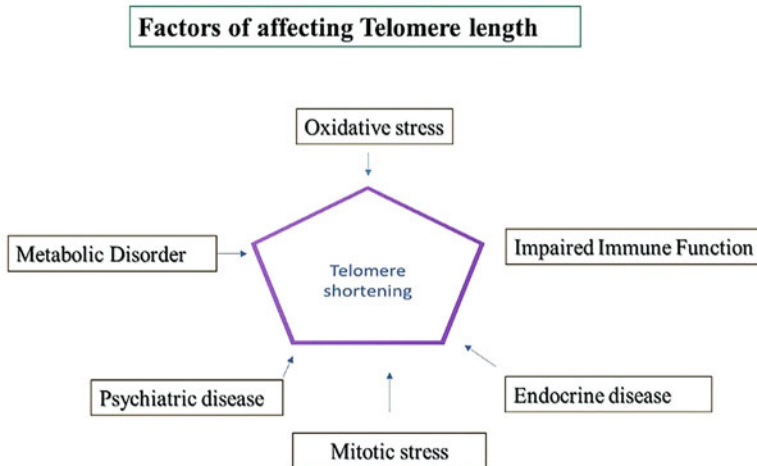 Factors of affecting Telomere length
Oxidative stress
Metabolic Disorder
Impaired Immune Function
Telomere
shortening
Psychiatric disease
Endocrine disease
Mitotic stress